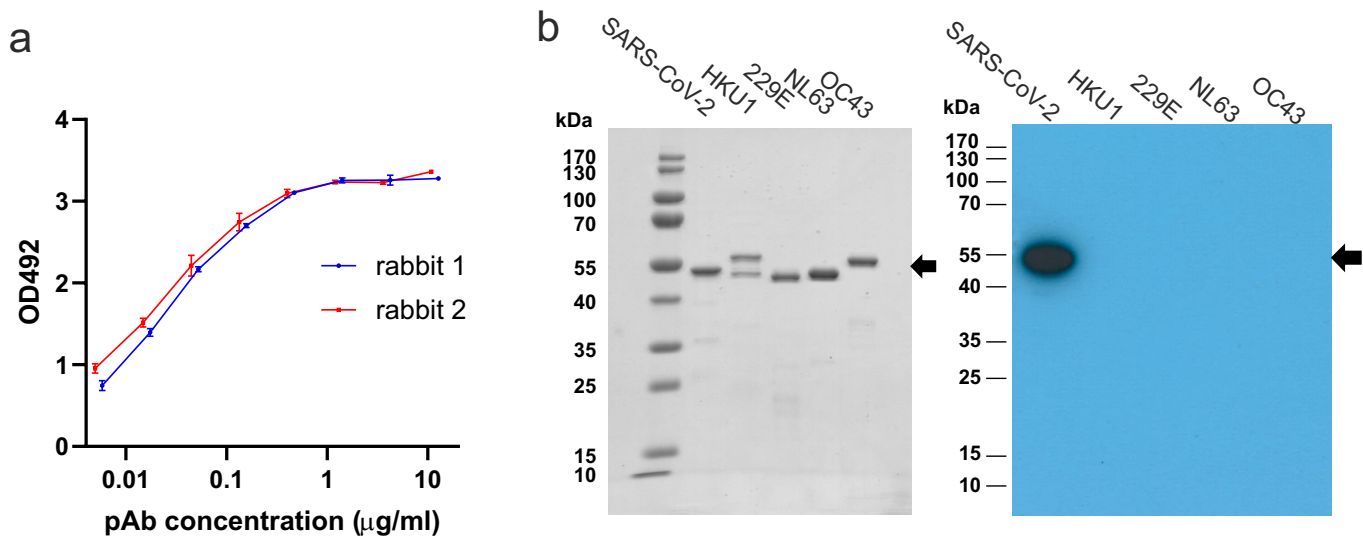 a
4
3
2
1
0
OD492
0.01 0.1 1 10
pAb concentration (μg/ml)
rabbit 1
rabbit 2
b
SARS-CoV-2
HKU1
229E
NL63
OC43
kDa
170
130
100
70
55
40
35
25
15
10
SARS-CoV-2
HKU1
229E
NL63
OC43
kDa
170
130
100
70
55
40
35
25
15
10